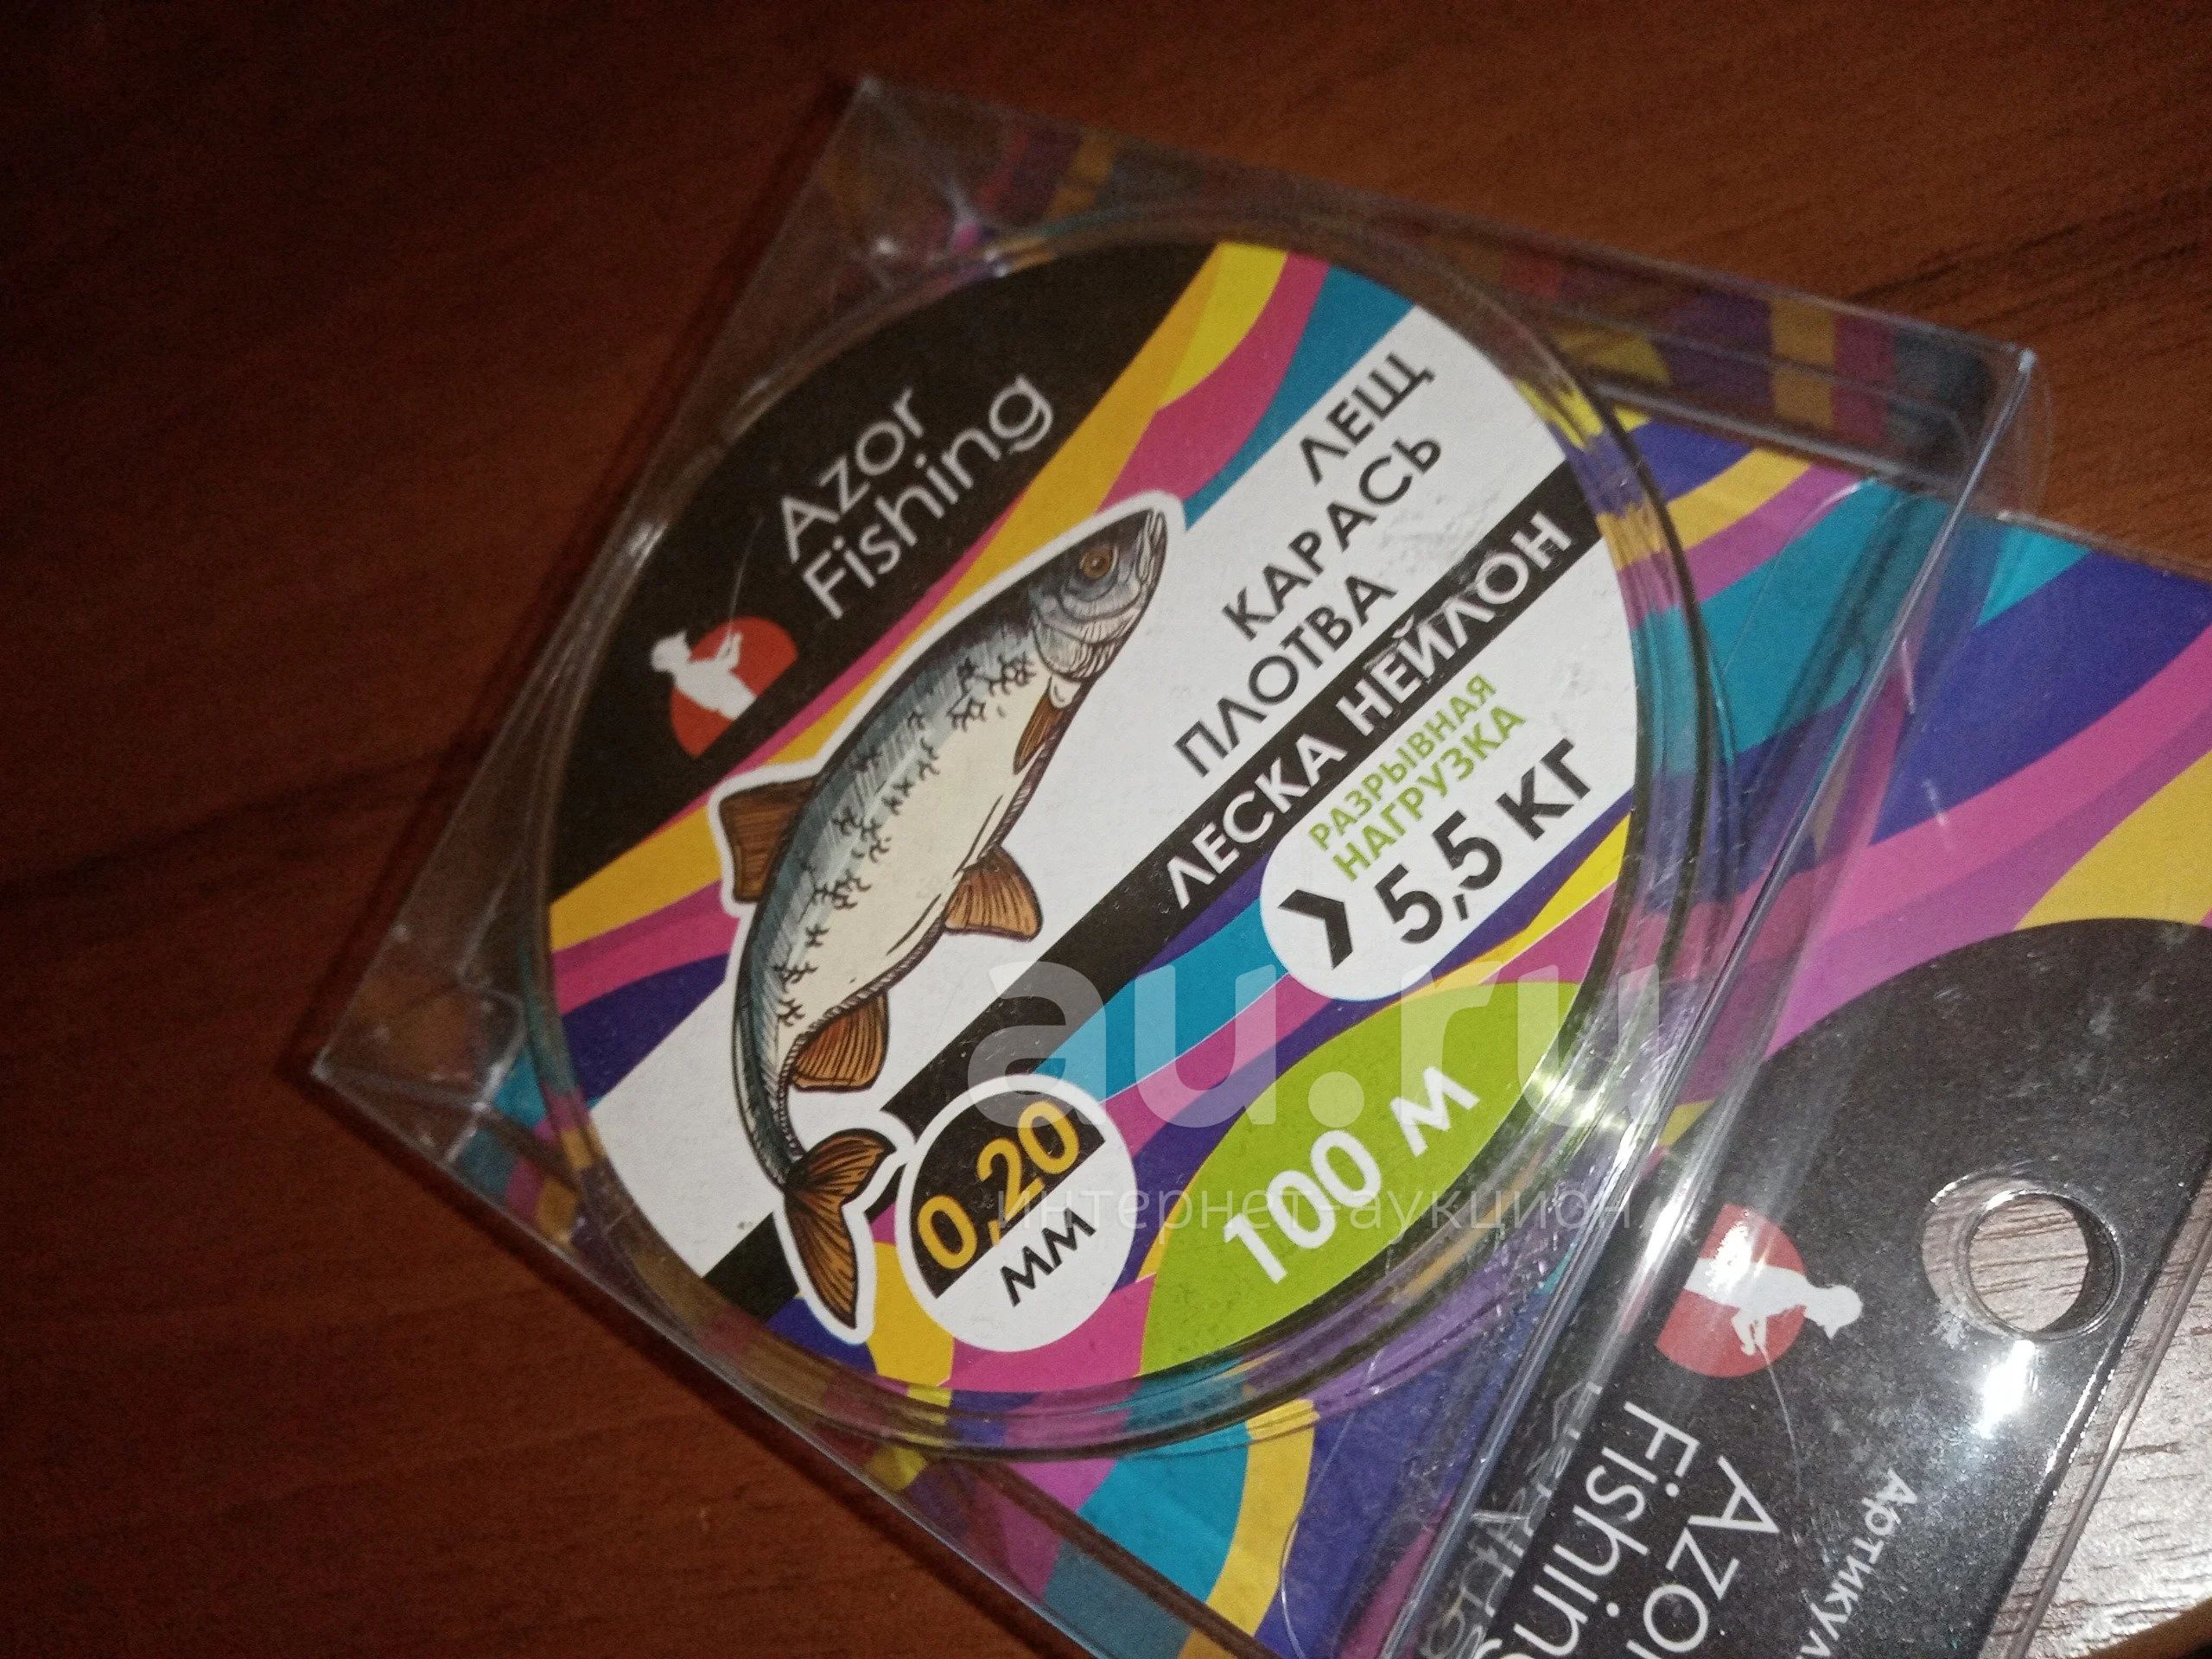 Azor
Fishing
ЛЕЩ
КАРАСЬ
ПЛОТВА
ЛЕСКА НЕЙЛОН
РАЗРЫВНАЯ
НАГРУЗКА
5,5 КГ
0,20
ММ
100 М
au.ru
интернет-аукцион
Azor
Fishing